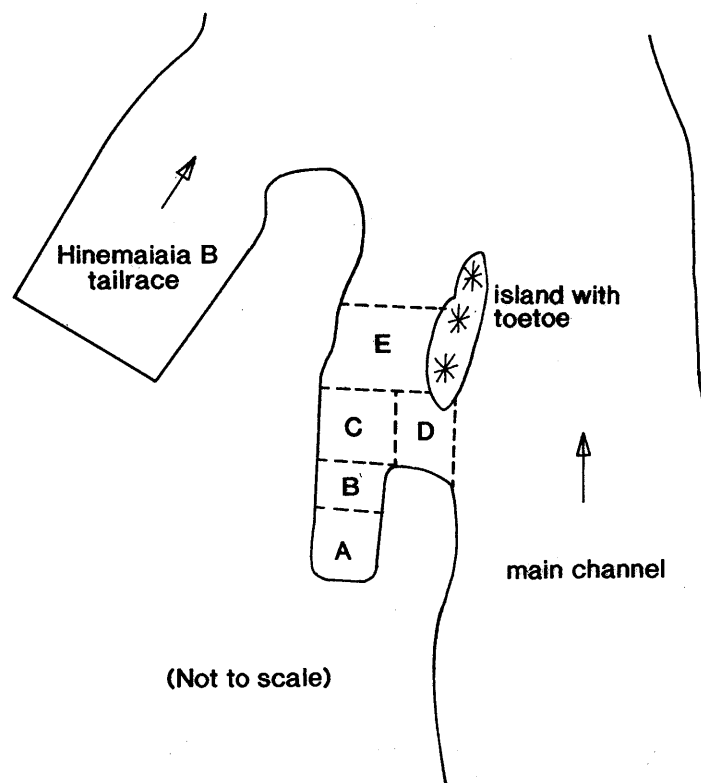 Hinemaiaia B
tailrace
island with
toetoe
E
C
D
B
A
main channel
(Not to scale)